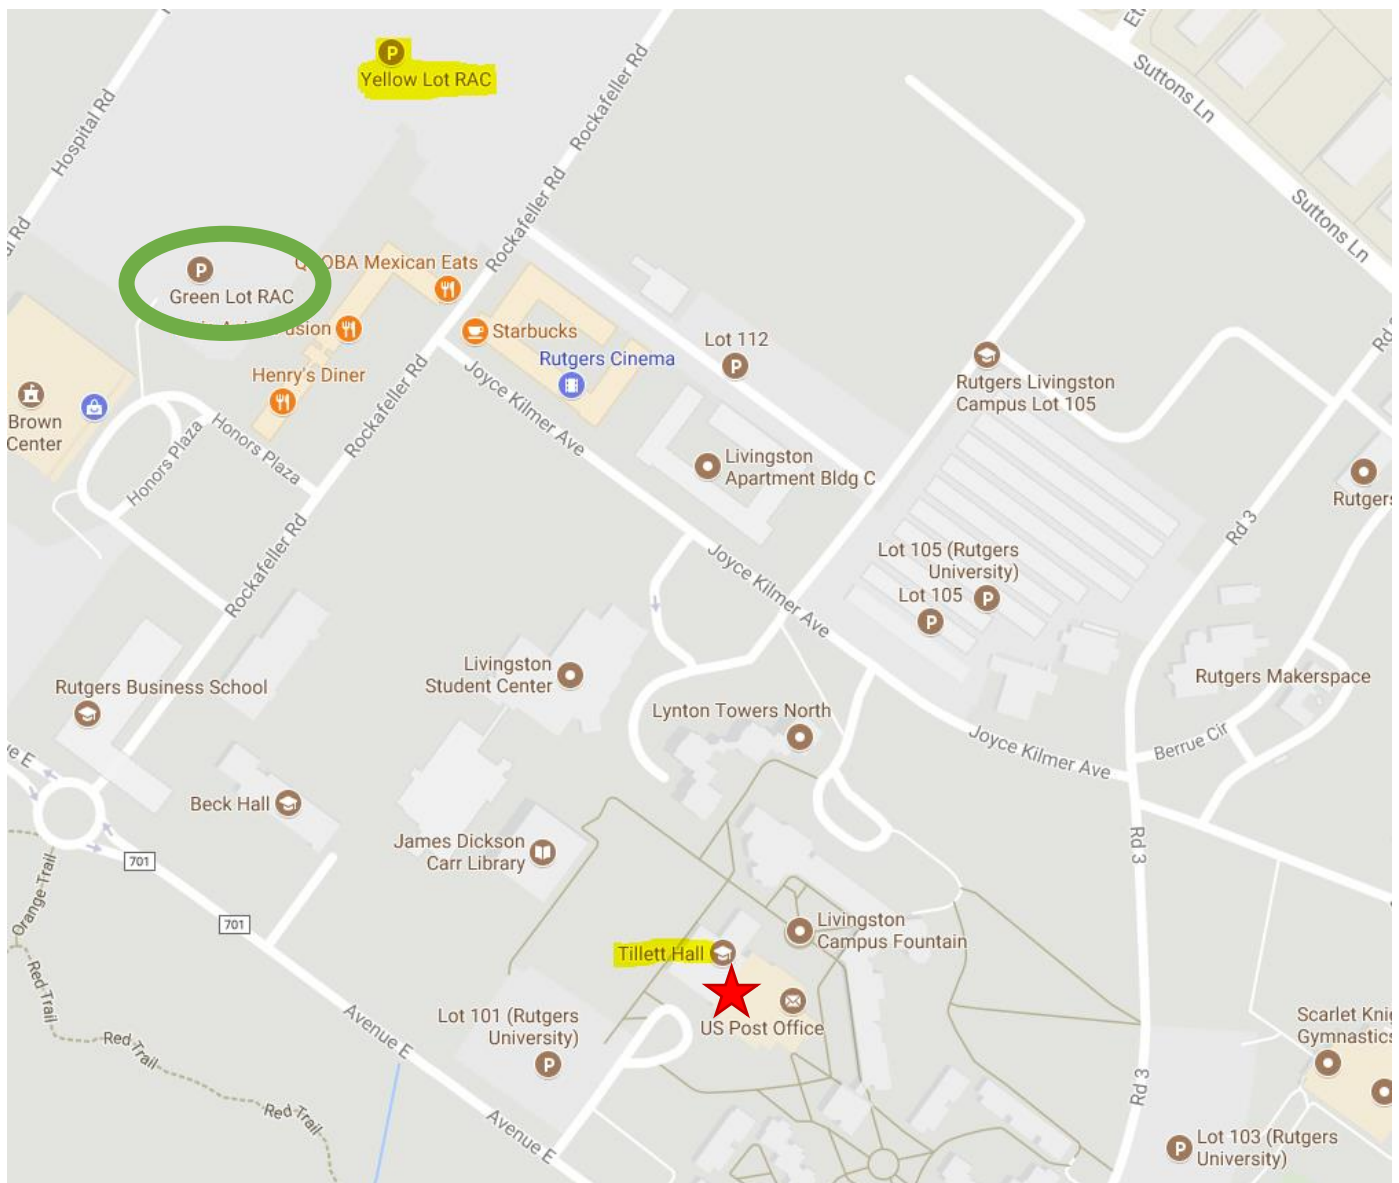 P
Yellow Lot RAC
Suttons Ln
Suttons Ln
Hospital Rd
Rockafeller Rd
Rockafeller Rd
Rd
P
Green Lot RAC
OBA Mexican Eats
Starbucks
Rutgers Cinema
Lot 112
P
Henry's Diner
Brown
Center
Honors Plaza
Honors Plaza
Rockafeller Rd
Joyce Kilmer Ave
Livingston
Apartment Bldg C
Rutgers Livingston
Campus Lot 105
Rutgers
Rd 3
Joyce Kilmer Ave
Lot 105 (Rutgers
University)
P
Lot 105
P
Rockafeller Rd
Rutgers Business School
Livingston
Student Center
Lynton Towers North
Rutgers Makerspace
Joyce Kilmer Ave
Berrue Cir
Beck Hall
James Dickson
Carr Library
701
701
Rd 3
Orange Trail
Red Trail
Red Trail
Red Trail
Tillett Hall
Livingston
Campus Fountain
US Post Office
Lot 101 (Rutgers
University)
P
Avenue E
Avenue E
Rd 3
Scarlet Kni
Gymnastics
P
Lot 103 (Rutgers
University)